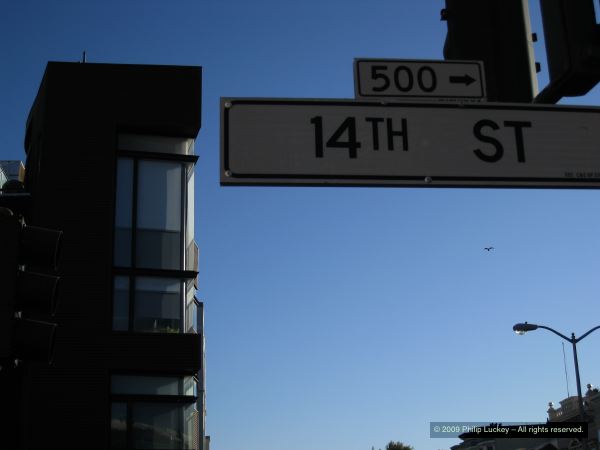 500 →
14TH ST
© 2009 Philip Luckey – All rights reserved.